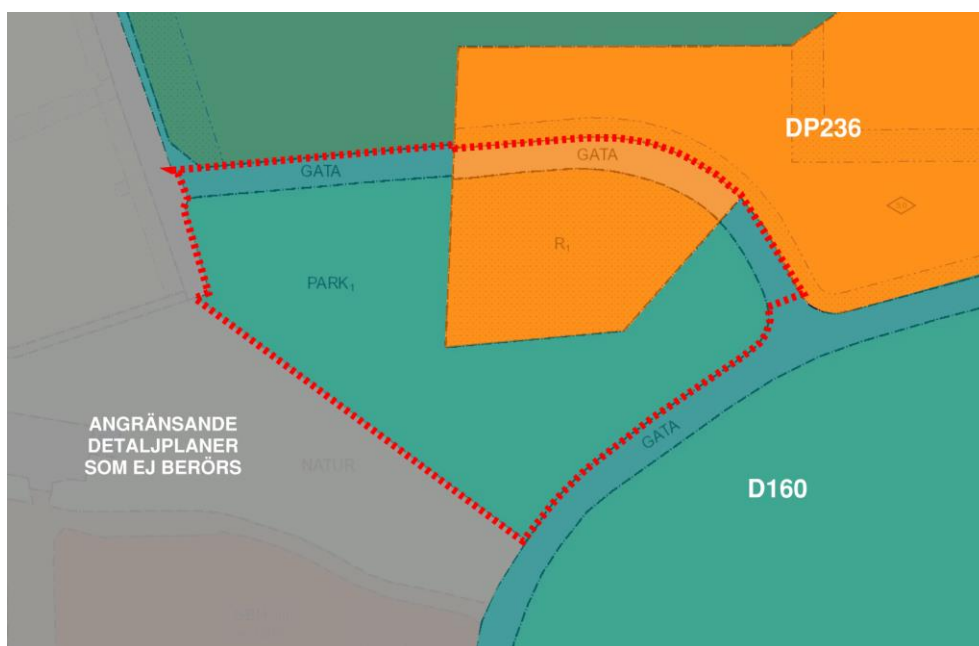 DP236
GATA
GATA
R₁
PARK₁
ANGRÄNSANDE
DETALJPLANER
SOM EJ BERÖRS
NATUR
GATA
D160